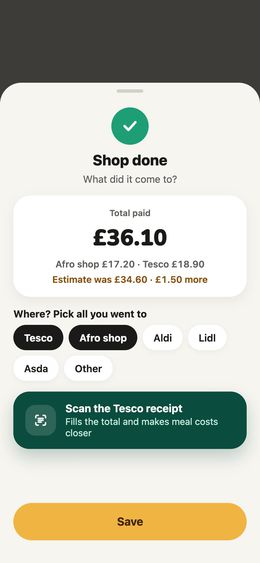 Shop done
What did it come to?
Total paid
£36.10
Afro shop £17.20 · Tesco £18.90
Estimate was £34.60 · £1.50 more
Where? Pick all you went to
Tesco Afro shop Aldi Lidl
Asda Other
Scan the Tesco receipt
Fills the total and makes meal costs
closer
Save